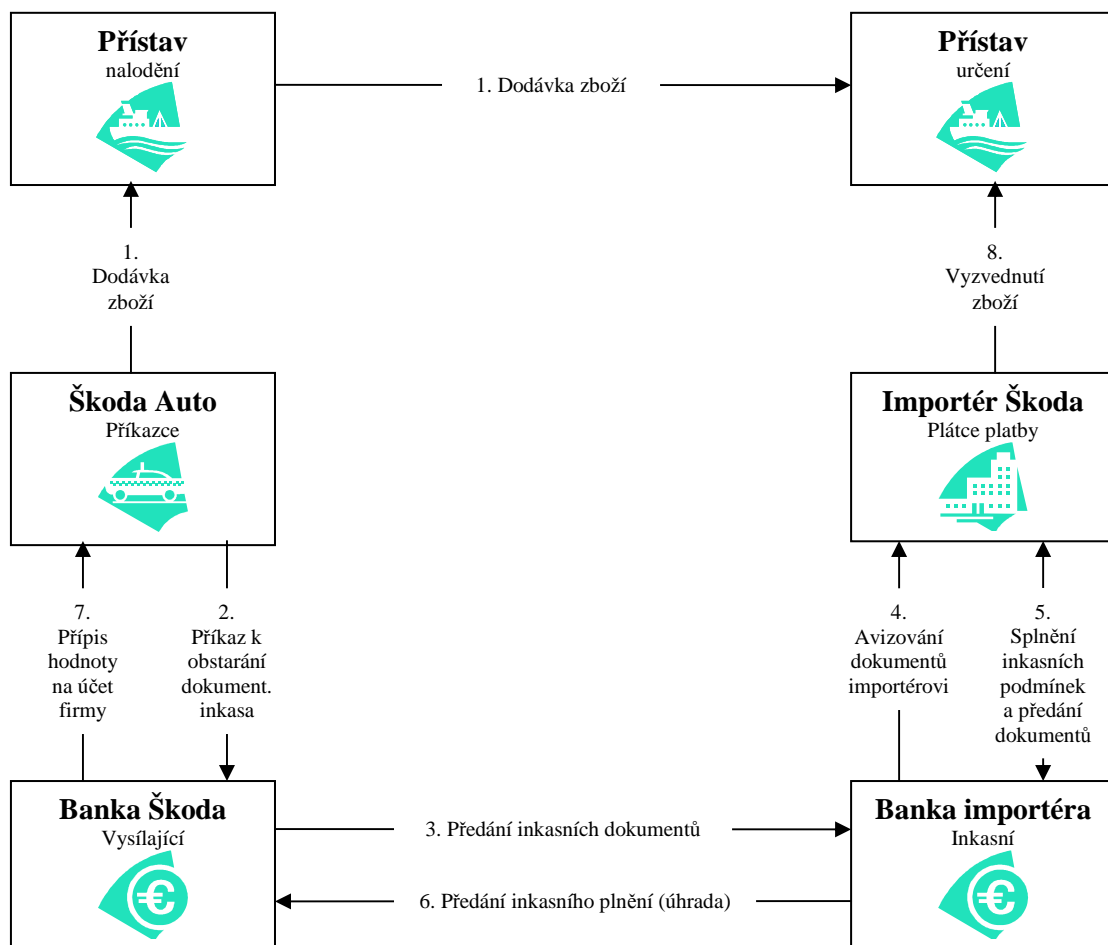 Přístav
nalodění
1. Dodávka zboží
Přístav
určení
1.
Dodávka
zboží
8.
Vyzvednutí
zboží
Škoda Auto
Příkazce
Importér Škoda
Plátce platby
7.
Přípis
hodnoty
na účet
firmy
2.
Příkaz k
obstarání
dokument.
inkasa
4.
Avizování
dokumentů
importérovi
5.
Splnění
inkasních
podmínek
a předání
dokumentů
Banka Škoda
Vysílající
€
3. Předání inkasních dokumentů
6. Předání inkasního plnění (úhrada)
Banka importéra
Inkasní
€